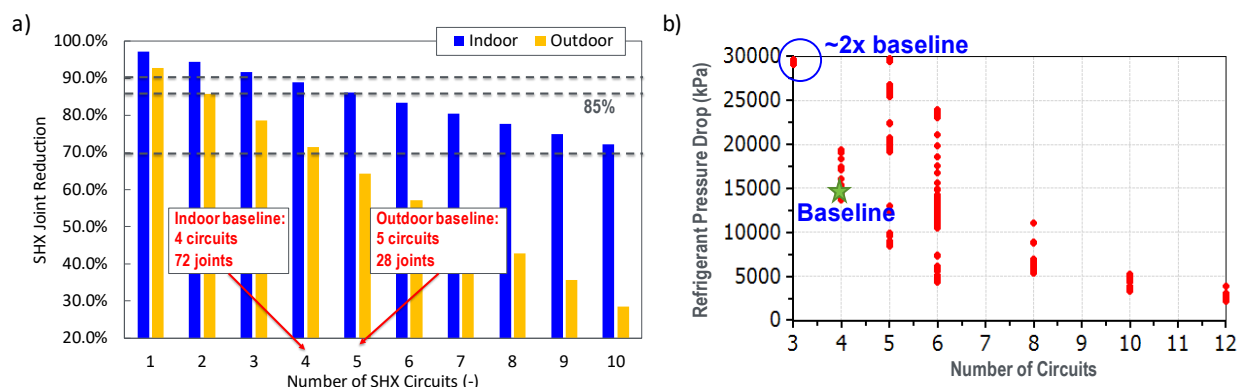 a)
SHX Joint Reduction
100.0%
90.0%
80.0%
70.0%
60.0%
50.0%
40.0%
30.0%
20.0%
Indoor Outdoor
85%
Indoor baseline:
4 circuits
72 joints
Outdoor baseline:
5 circuits
28 joints
1 2 3 4 5 6 7 8 9 10
Number of SHX Circuits (-)
b)
~2x baseline
Refrigerant Pressure Drop (kPa)
30000
25000
20000
15000
10000
5000
0
Baseline
3 4 5 6 7 8 9 10 11 12
Number of Circuits